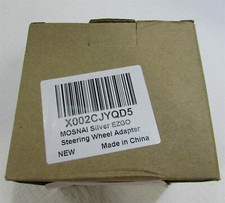 X002CJYQD5
MOSNAI Silver EZGO
Steering Wheel Adapter
NEW
Made in China